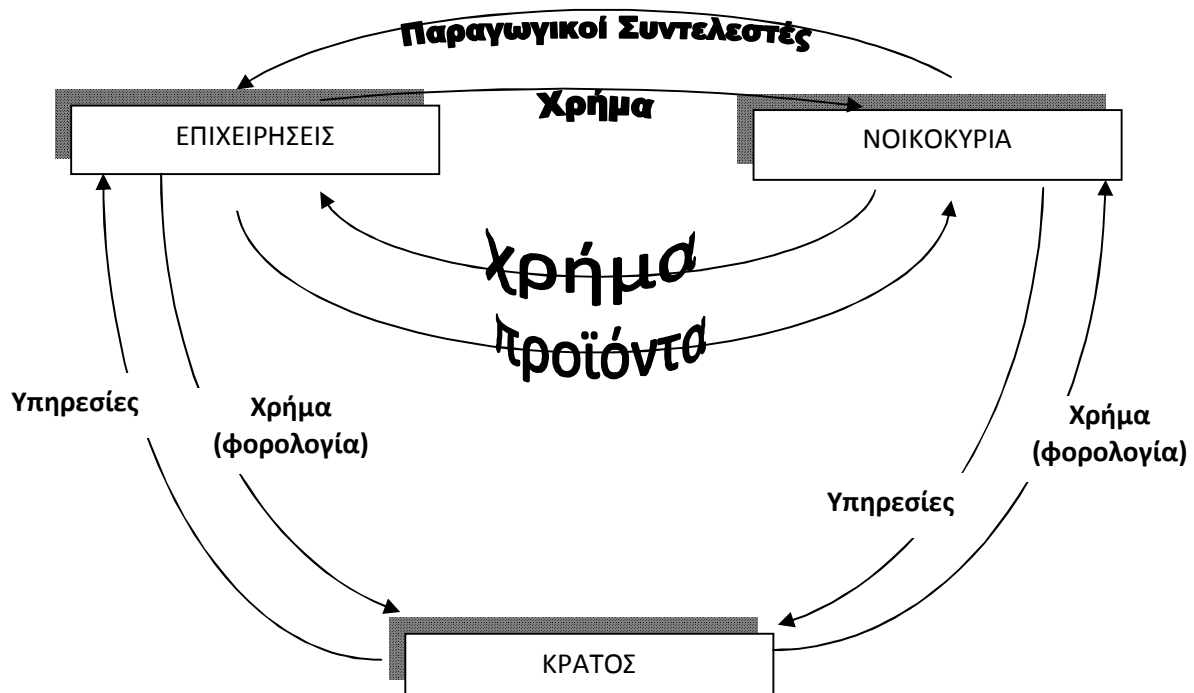 Παραγωγικοί Συντελεστές
Χρήμα
ΕΠΙΧΕΙΡΗΣΕΙΣ
ΝΟΙΚΟΚΥΡΙΑ
χρήμα
προϊόντα
Υπηρεσίες
Χρήμα
(φορολογία)
Χρήμα
(φορολογία)
Υπηρεσίες
ΚΡΑΤΟΣ